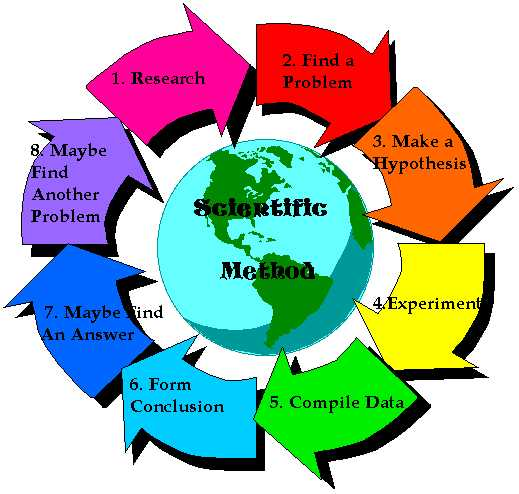 Scientific
Method
1. Research
2. Find a
Problem
3. Make a
Hypothesis
4.Experiment
5. Compile Data
6. Form
Conclusion
7. Maybe Find
An Answer
8. Maybe
Find
Another
Problem